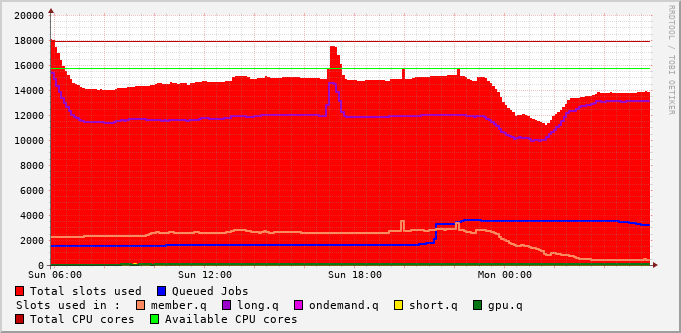 20000
18000
16000
14000
12000
10000
8000
6000
4000
2000
0
Sun 06:00 Sun 12:00 Sun 18:00 Mon 00:00
RRDTOOL / TOBI OETIKER
Total slots used Queued Jobs
Slots used in : member.q long.q ondemand.q short.q gpu.q
Total CPU cores Available CPU cores